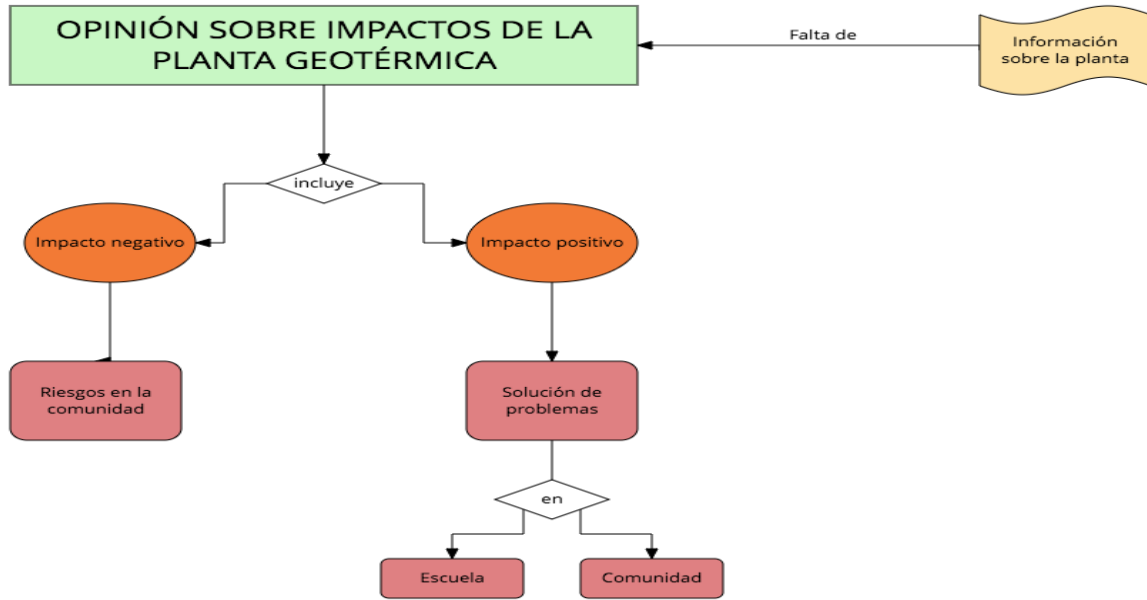 OPINIÓN SOBRE IMPACTOS DE LA
PLANTA GEOTÉRMICA
Falta de
Información
sobre la planta
incluye
Impacto negativo
Impacto positivo
Riesgos en la
comunidad
Solución de
problemas
en
Escuela
Comunidad